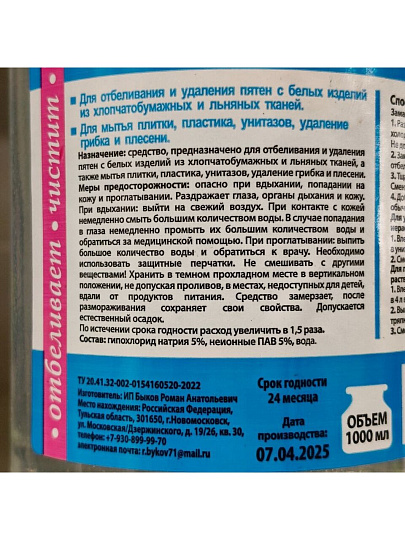 • Для отбеливания и удаления пятен с белых изделий
из хлопчатобумажных и льняных тканей.
• Для мытья плитки, пластика, унитазов, удаление
грибка и плесени.
Назначение: средство, предназначено для отбеливания и удаления
пятен с белых изделий из хлопчатобумажных и льняных тканей, а
также мытья плитки, пластика, унитазов, удаление грибка и плесени.
Меры предосторожности: опасно при вдыхании, попадании на
кожу и проглатывании. Раздражает глаза, органы дыхания и кожу.
При вдыхании: выйти на свежий воздух. При контакте с кожей
немедленно смыть большим количеством воды. В случае попадания
в глаза немедленно промыть их большим количеством воды и
обратиться за медицинской помощью. При проглатывании: выпить
большое количество воды и обратиться к врачу. Необходимо
использовать защитные перчатки. Не смешивать с другими
веществами! Хранить в темном прохладном месте в вертикальном
положении, не допуская проливов, в местах, недоступных для детей,
вдали от продуктов питания. Средство замерзает, после
размораживания сохраняет свои свойства. Допускается
естественный осадок.
По истечении срока годности расход увеличить в 1,5 раза.
Состав: гипохлорид натрия 5%, неионные ПАВ 5%, вода.
• отбеливает • чистит •
ТУ 20.41.32-002-0154160520-2022
Изготовитель: ИП Быков Роман Анатольевич
Место нахождения: Российская Федерация,
Тульская область, 301650, г.Новомосковск,
ул. Московская/Дзержинского, д. 19/26, кв. 30,
телефон: +7-930-899-99-70
электронная почта: r.bykov71@mail.ru
Срок годности
24 месяца
Дата
производства:
07.04.2025
ОБЪЕМ
1000 мл